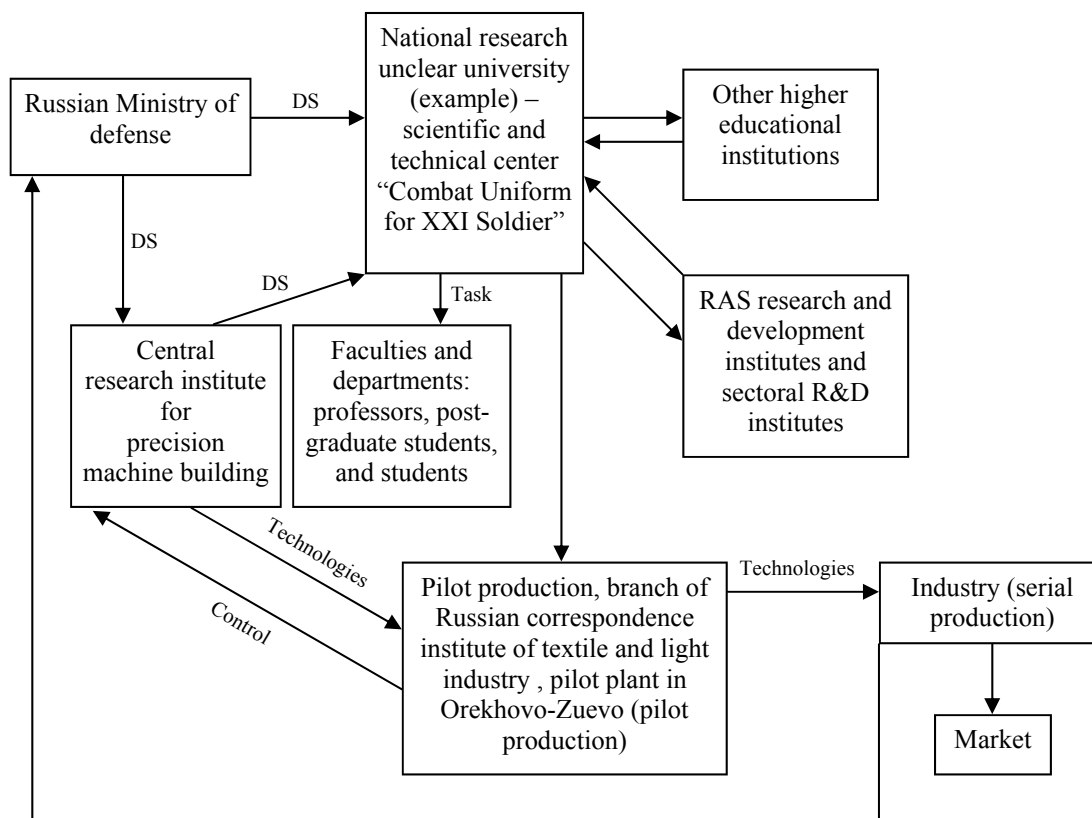 Russian Ministry of
defense
DS
National research
unclear university
(example) –
scientific and
technical center
“Combat Uniform
for XXI Soldier”
Other higher
educational
institutions
DS
DS
Task
RAS research and
development
institutes and
sectoral R&D
institutes
Central
research institute
for
precision
machine building
Faculties and
departments:
professors, post-
graduate students,
and students
Technologies
Control
Pilot production, branch of
Russian correspondence
institute of textile and light
industry , pilot plant in
Orekhovo-Zuevo (pilot
production)
Technologies
Industry (serial
production)
Market